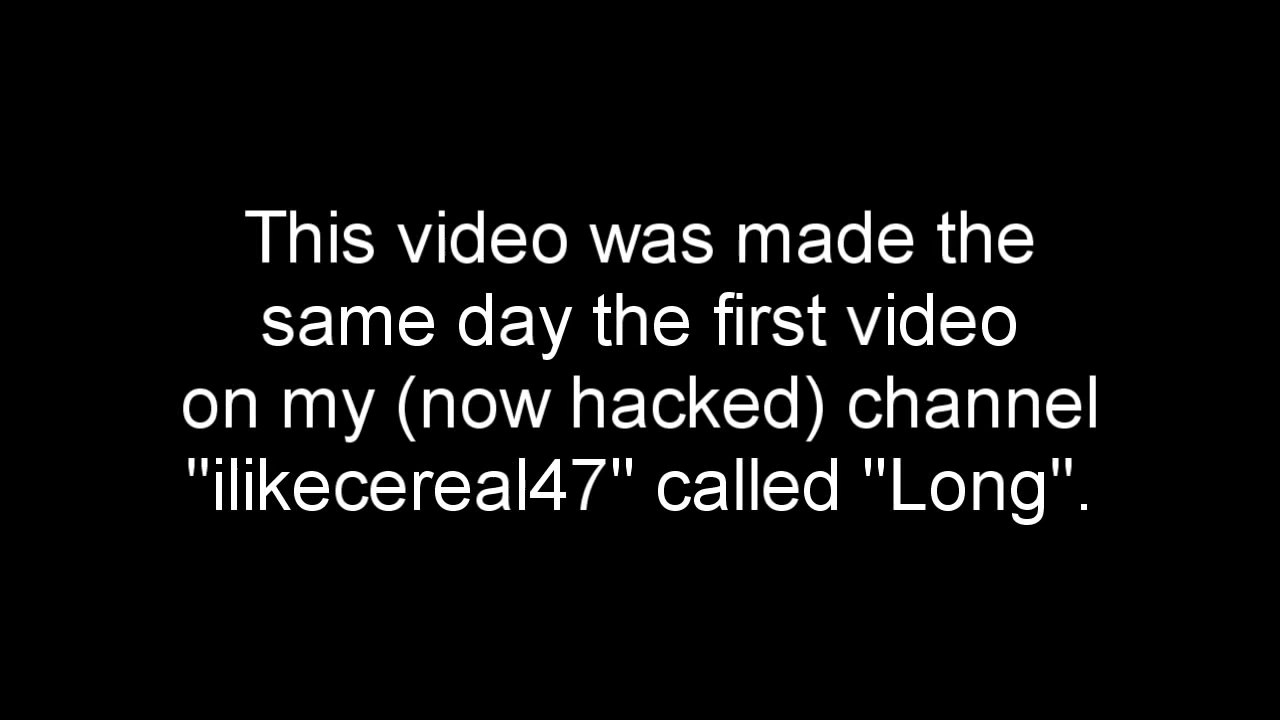 This video was made the
same day the first video
on my (now hacked) channel
"ilikecereal47" called "Long".